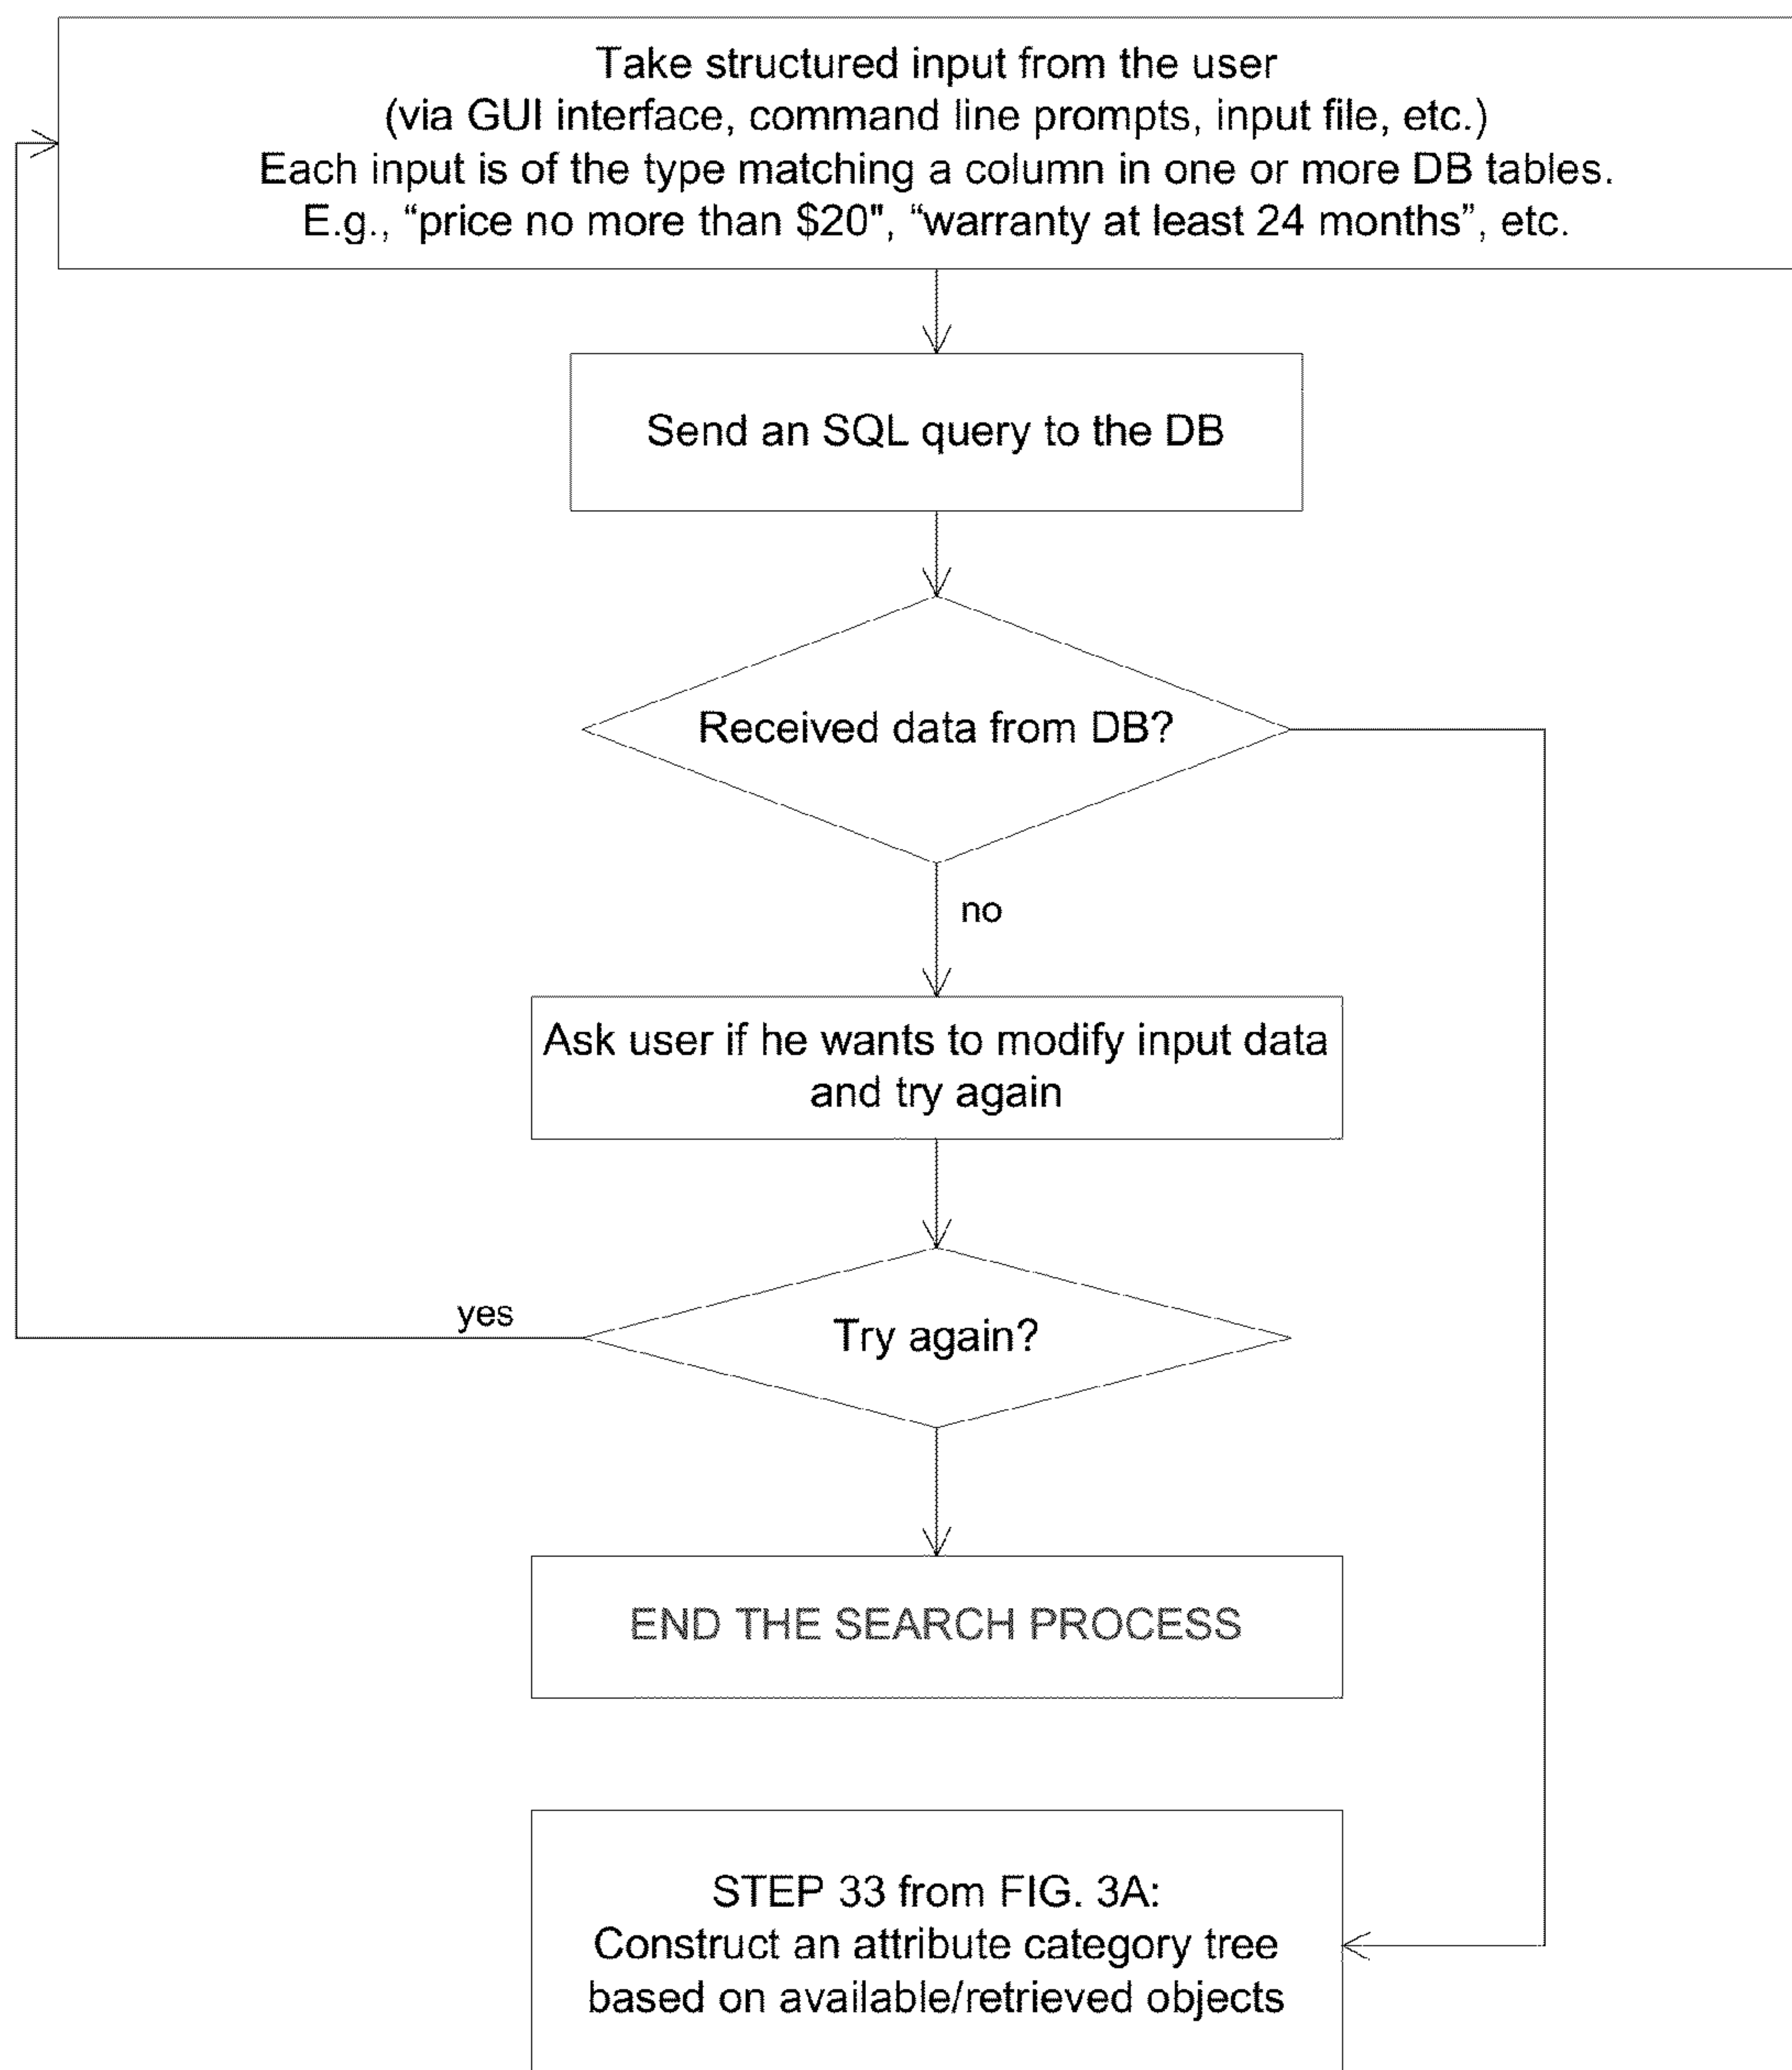 Take structured input from the user
(via GUI interface, command line prompts, input file, etc.)
Each input is of the type matching a column in one or more DB tables.
E.g., “price no more than $20", “warranty at least 24 months”, etc.
Send an SQL query to the DB
Received data from DB?
no
Ask user if he wants to modify input data
and try again
yes
Try again?
END THE SEARCH PROCESS
STEP 33 from FIG. 3A:
Construct an attribute category tree
based on available/retrieved objects